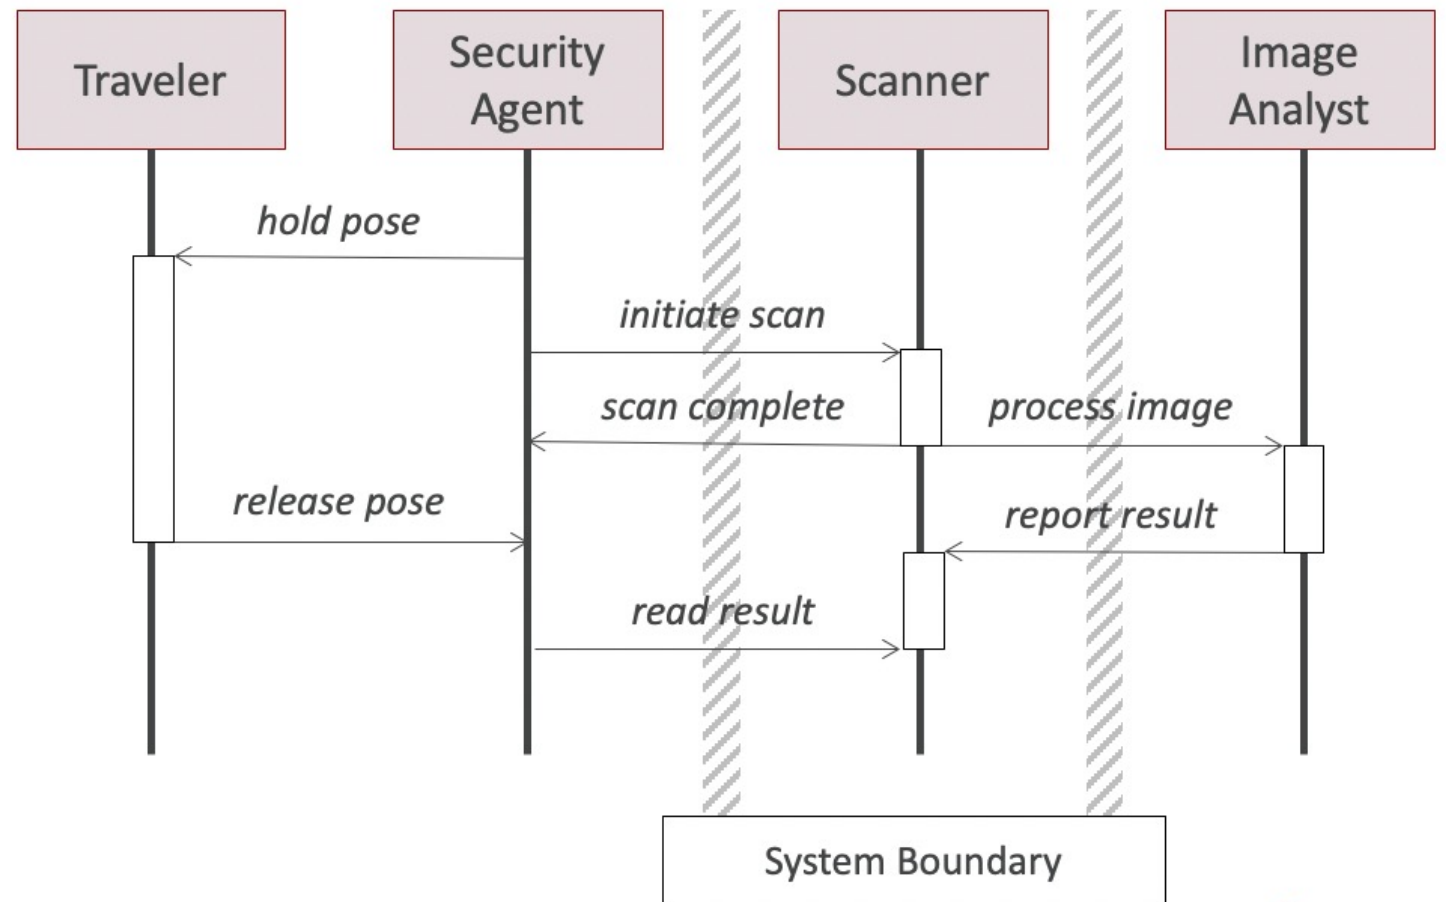 Traveler
Security
Agent
Scanner
Image
Analyst
hold pose
initiate scan
scan complete
process image
release pose
report result
read result
System Boundary